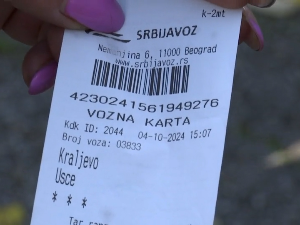 k-2mt
SRBIJAVOZ
Nemanjina 6, 11000 Beograd
www.srbijavoz.rs
4230241561949276
VOZNA KARTA
Kdk ID: 2044 04-10-2024 15:07
Broj voza: 03833
Kraljevo
Usce
* * *